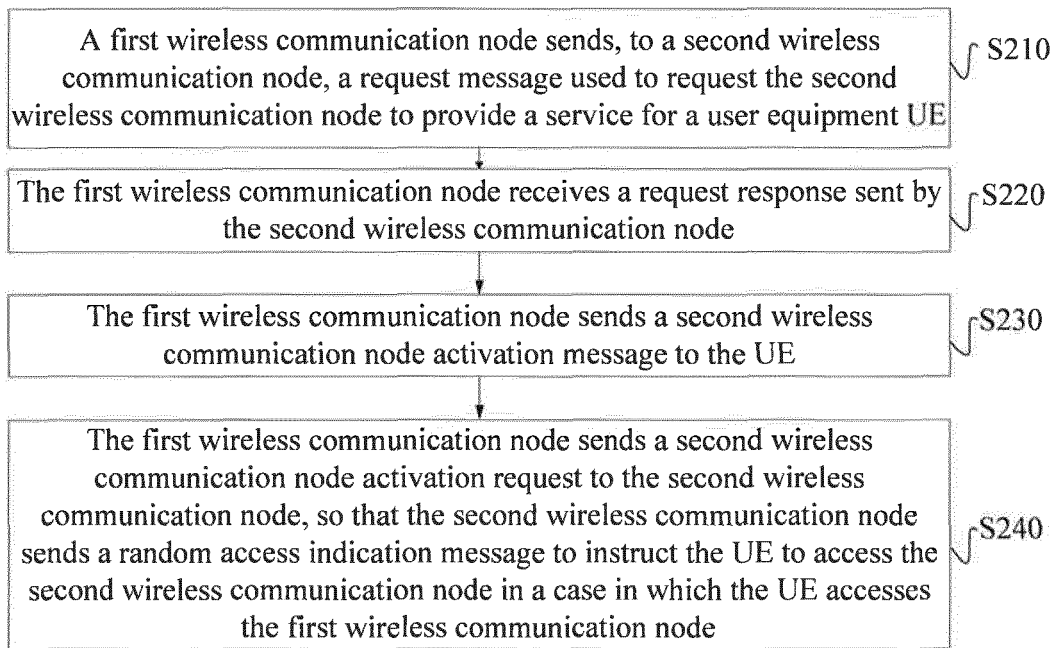 A first wireless communication node sends, to a second wireless
communication node, a request message used to request the second
wireless communication node to provide a service for a user equipment UE
S210
The first wireless communication node receives a request response sent by
the second wireless communication node
S220
The first wireless communication node sends a second wireless
communication node activation message to the UE
S230
The first wireless communication node sends a second wireless
communication node activation request to the second wireless
communication node, so that the second wireless communication node
sends a random access indication message to instruct the UE to access the
second wireless communication node in a case in which the UE accesses
the first wireless communication node
S240